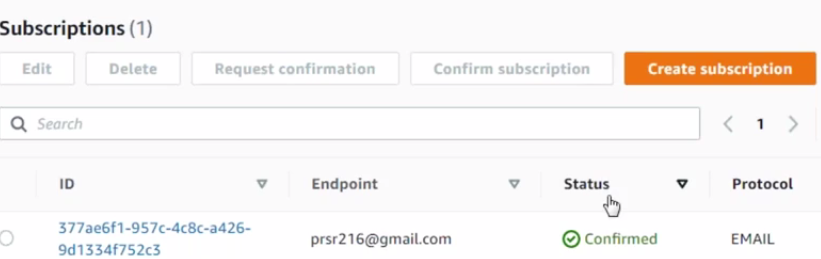 Subscriptions (1)
Edit Delete Request confirmation Confirm subscription Create subscription
Search 1
ID Endpoint Status Protocol
377ae6f1-957c-4c8c-a426-
9d1334f752c3 prsr216@gmail.com Confirmed EMAIL